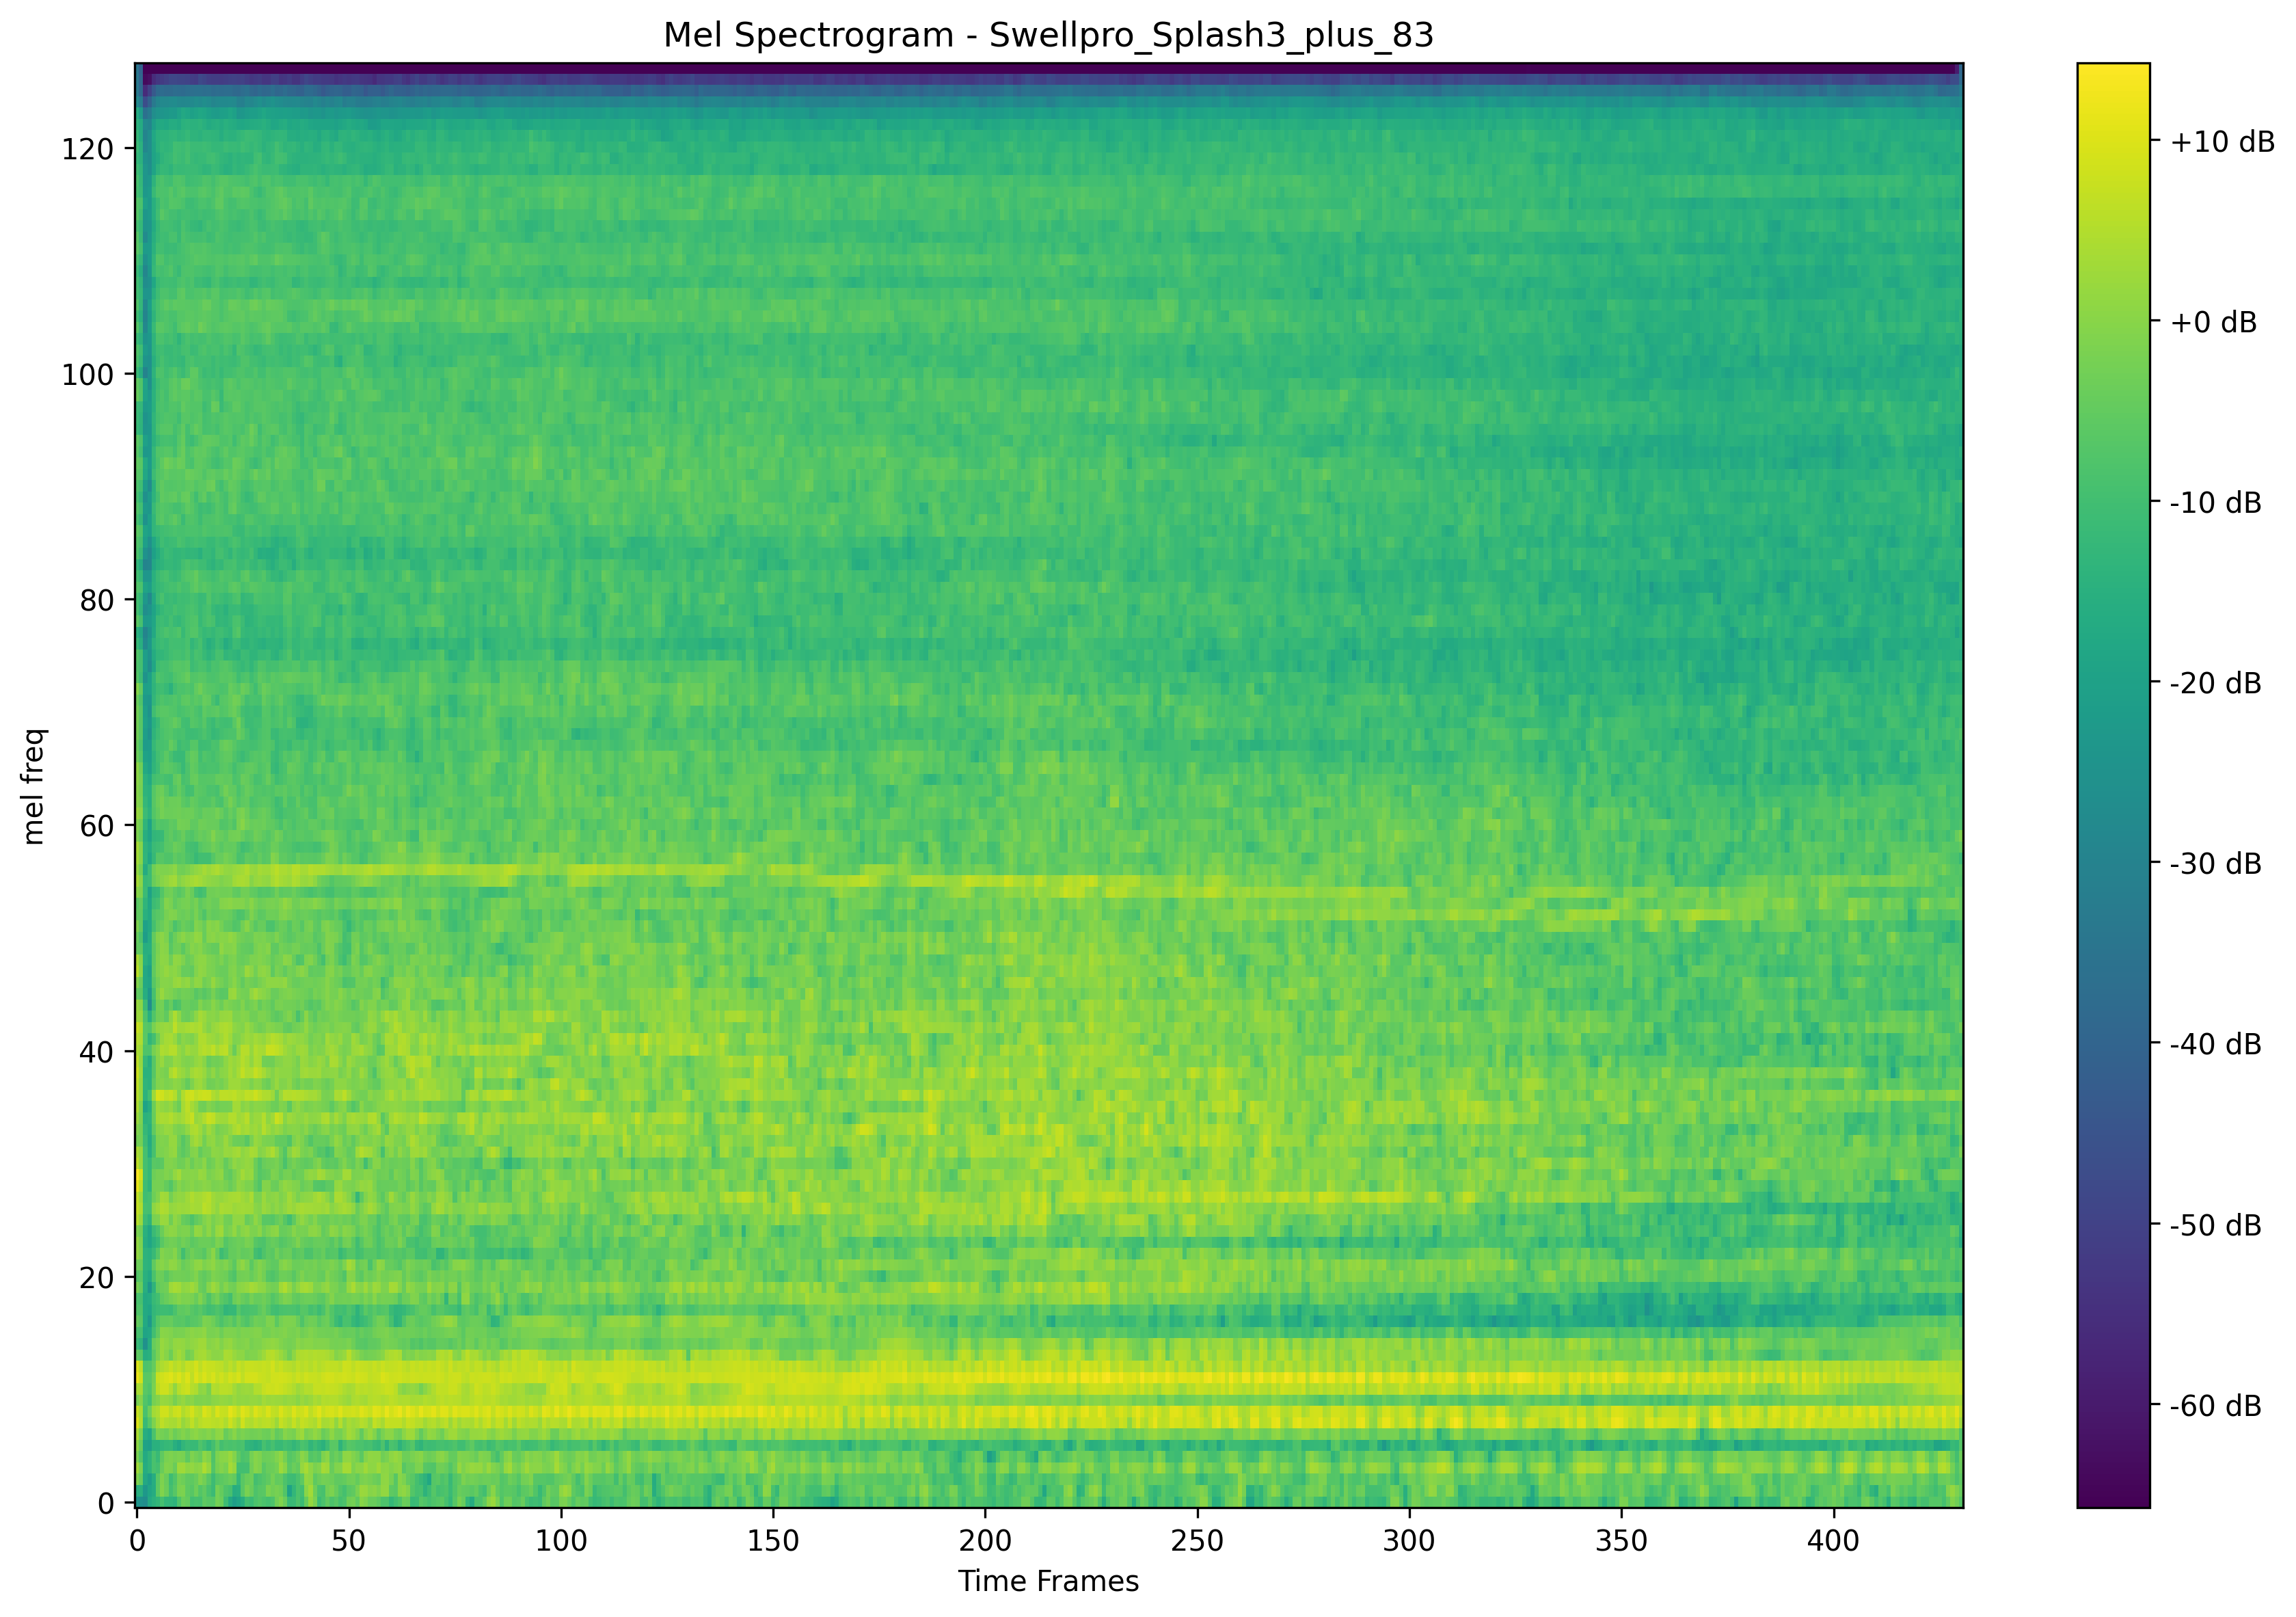 Mel Spectrogram - Swellpro_Splash3_plus_83
mel freq
120
100
80
60
40
20
0
0 50 100 150 200 250 300 350 400
Time Frames
+10 dB
+0 dB
-10 dB
-20 dB
-30 dB
-40 dB
-50 dB
-60 dB